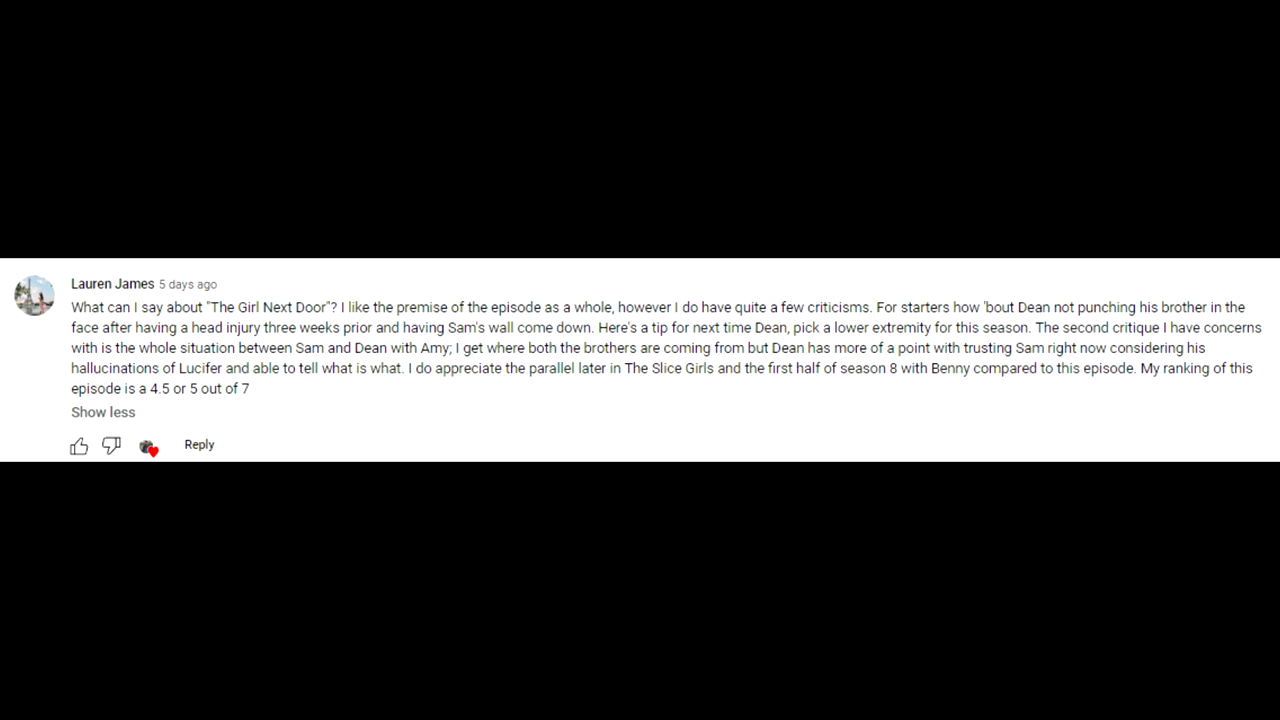 Lauren James 5 days ago
What can I say about "The Girl Next Door"? I like the premise of the episode as a whole, however I do have quite a few criticisms. For starters how 'bout Dean not punching his brother in the
face after having a head injury three weeks prior and having Sam's wall come down. Here's a tip for next time Dean, pick a lower extremity for this season. The second critique I have concerns
with is the whole situation between Sam and Dean with Amy; I get where both the brothers are coming from but Dean has more of a point with trusting Sam right now considering his
hallucinations of Lucifer and able to tell what is what. I do appreciate the parallel later in The Slice Girls and the first half of season 8 with Benny compared to this episode. My ranking of this
episode is a 4.5 or 5 out of 7
Show less
Reply